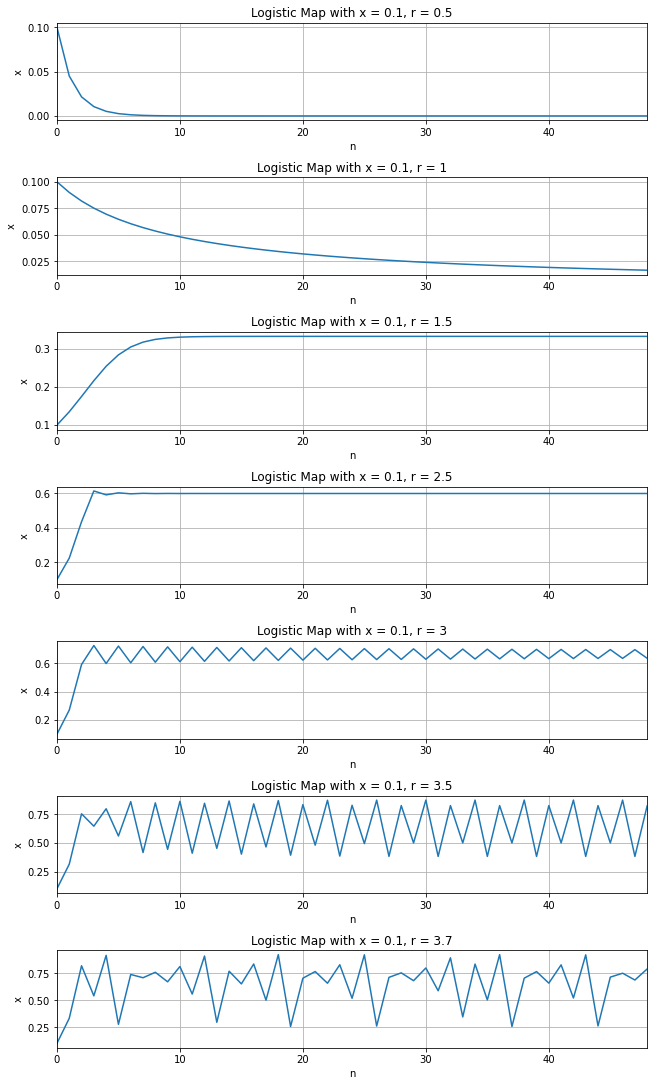 Logistic Map with x = 0.1, r = 0.5
0.10
0.05
0.00
x
0 10 20 30 40
n
Logistic Map with x = 0.1, r = 1
0.100
0.075
0.050
0.025
x
0 10 20 30 40
n
Logistic Map with x = 0.1, r = 1.5
0.3
0.2
0.1
x
0 10 20 30 40
n
Logistic Map with x = 0.1, r = 2.5
0.6
0.4
0.2
x
0 10 20 30 40
n
Logistic Map with x = 0.1, r = 3
0.6
0.4
0.2
x
0 10 20 30 40
n
Logistic Map with x = 0.1, r = 3.5
0.75
0.50
0.25
x
0 10 20 30 40
n
Logistic Map with x = 0.1, r = 3.7
0.75
0.50
0.25
x
0 10 20 30 40
n